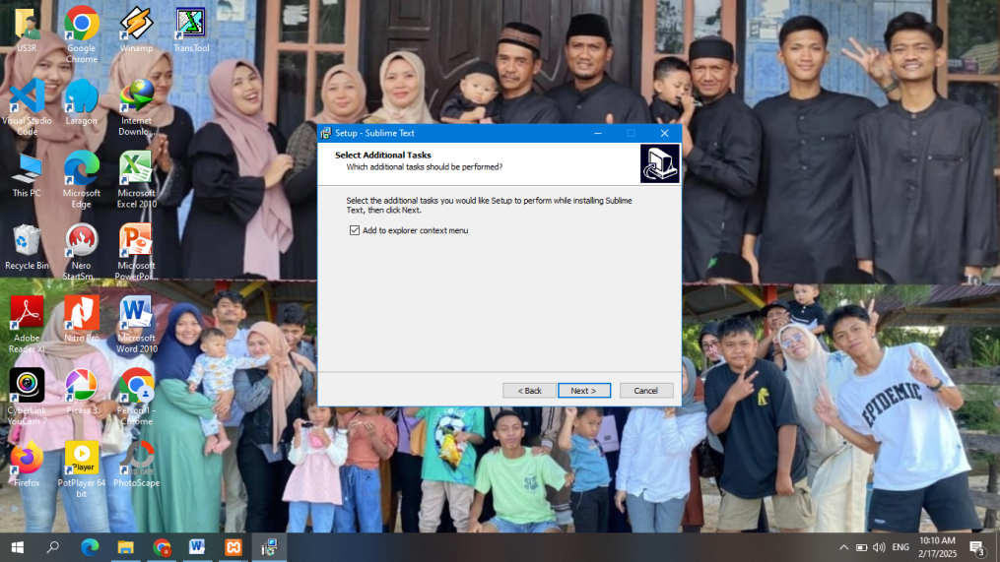 US3R
Google
Chrome
Winamp
TransTool
Visual Studio
Code
Laragon
Internet
Downlo...
This PC
Microsoft
Edge
Microsoft
Excel 2010
Recycle Bin
Nero
StartSm...
Microsoft
PowerPoi...
Adobe
Reader XI
Nitro Pro
Microsoft
Word 2010
CyberLink
YouCam 7
Picasa 3
Person 1 -
Chrome
Firefox
Player
PotPlayer 64
bit
PhotoScape
Setup - Sublime Text
Select Additional Tasks
Which additional tasks should be performed?
Select the additional tasks you would like Setup to perform while installing Sublime
Text, then click Next.
Add to explorer context menu
< Back
Next >
Cancel
EPIDEMIC
ENG
10:10 AM
2/17/2025
3